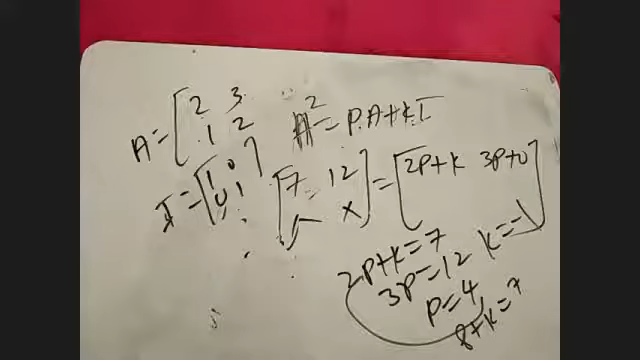 A = [2 3
1 2]
A² = P.A + K.I
I = [1 0
0 1]
[7 12
x] = [2P+K 3P+0
]
2P+K = 7
3P = 12 K = -1
P = 4
8+K = 7